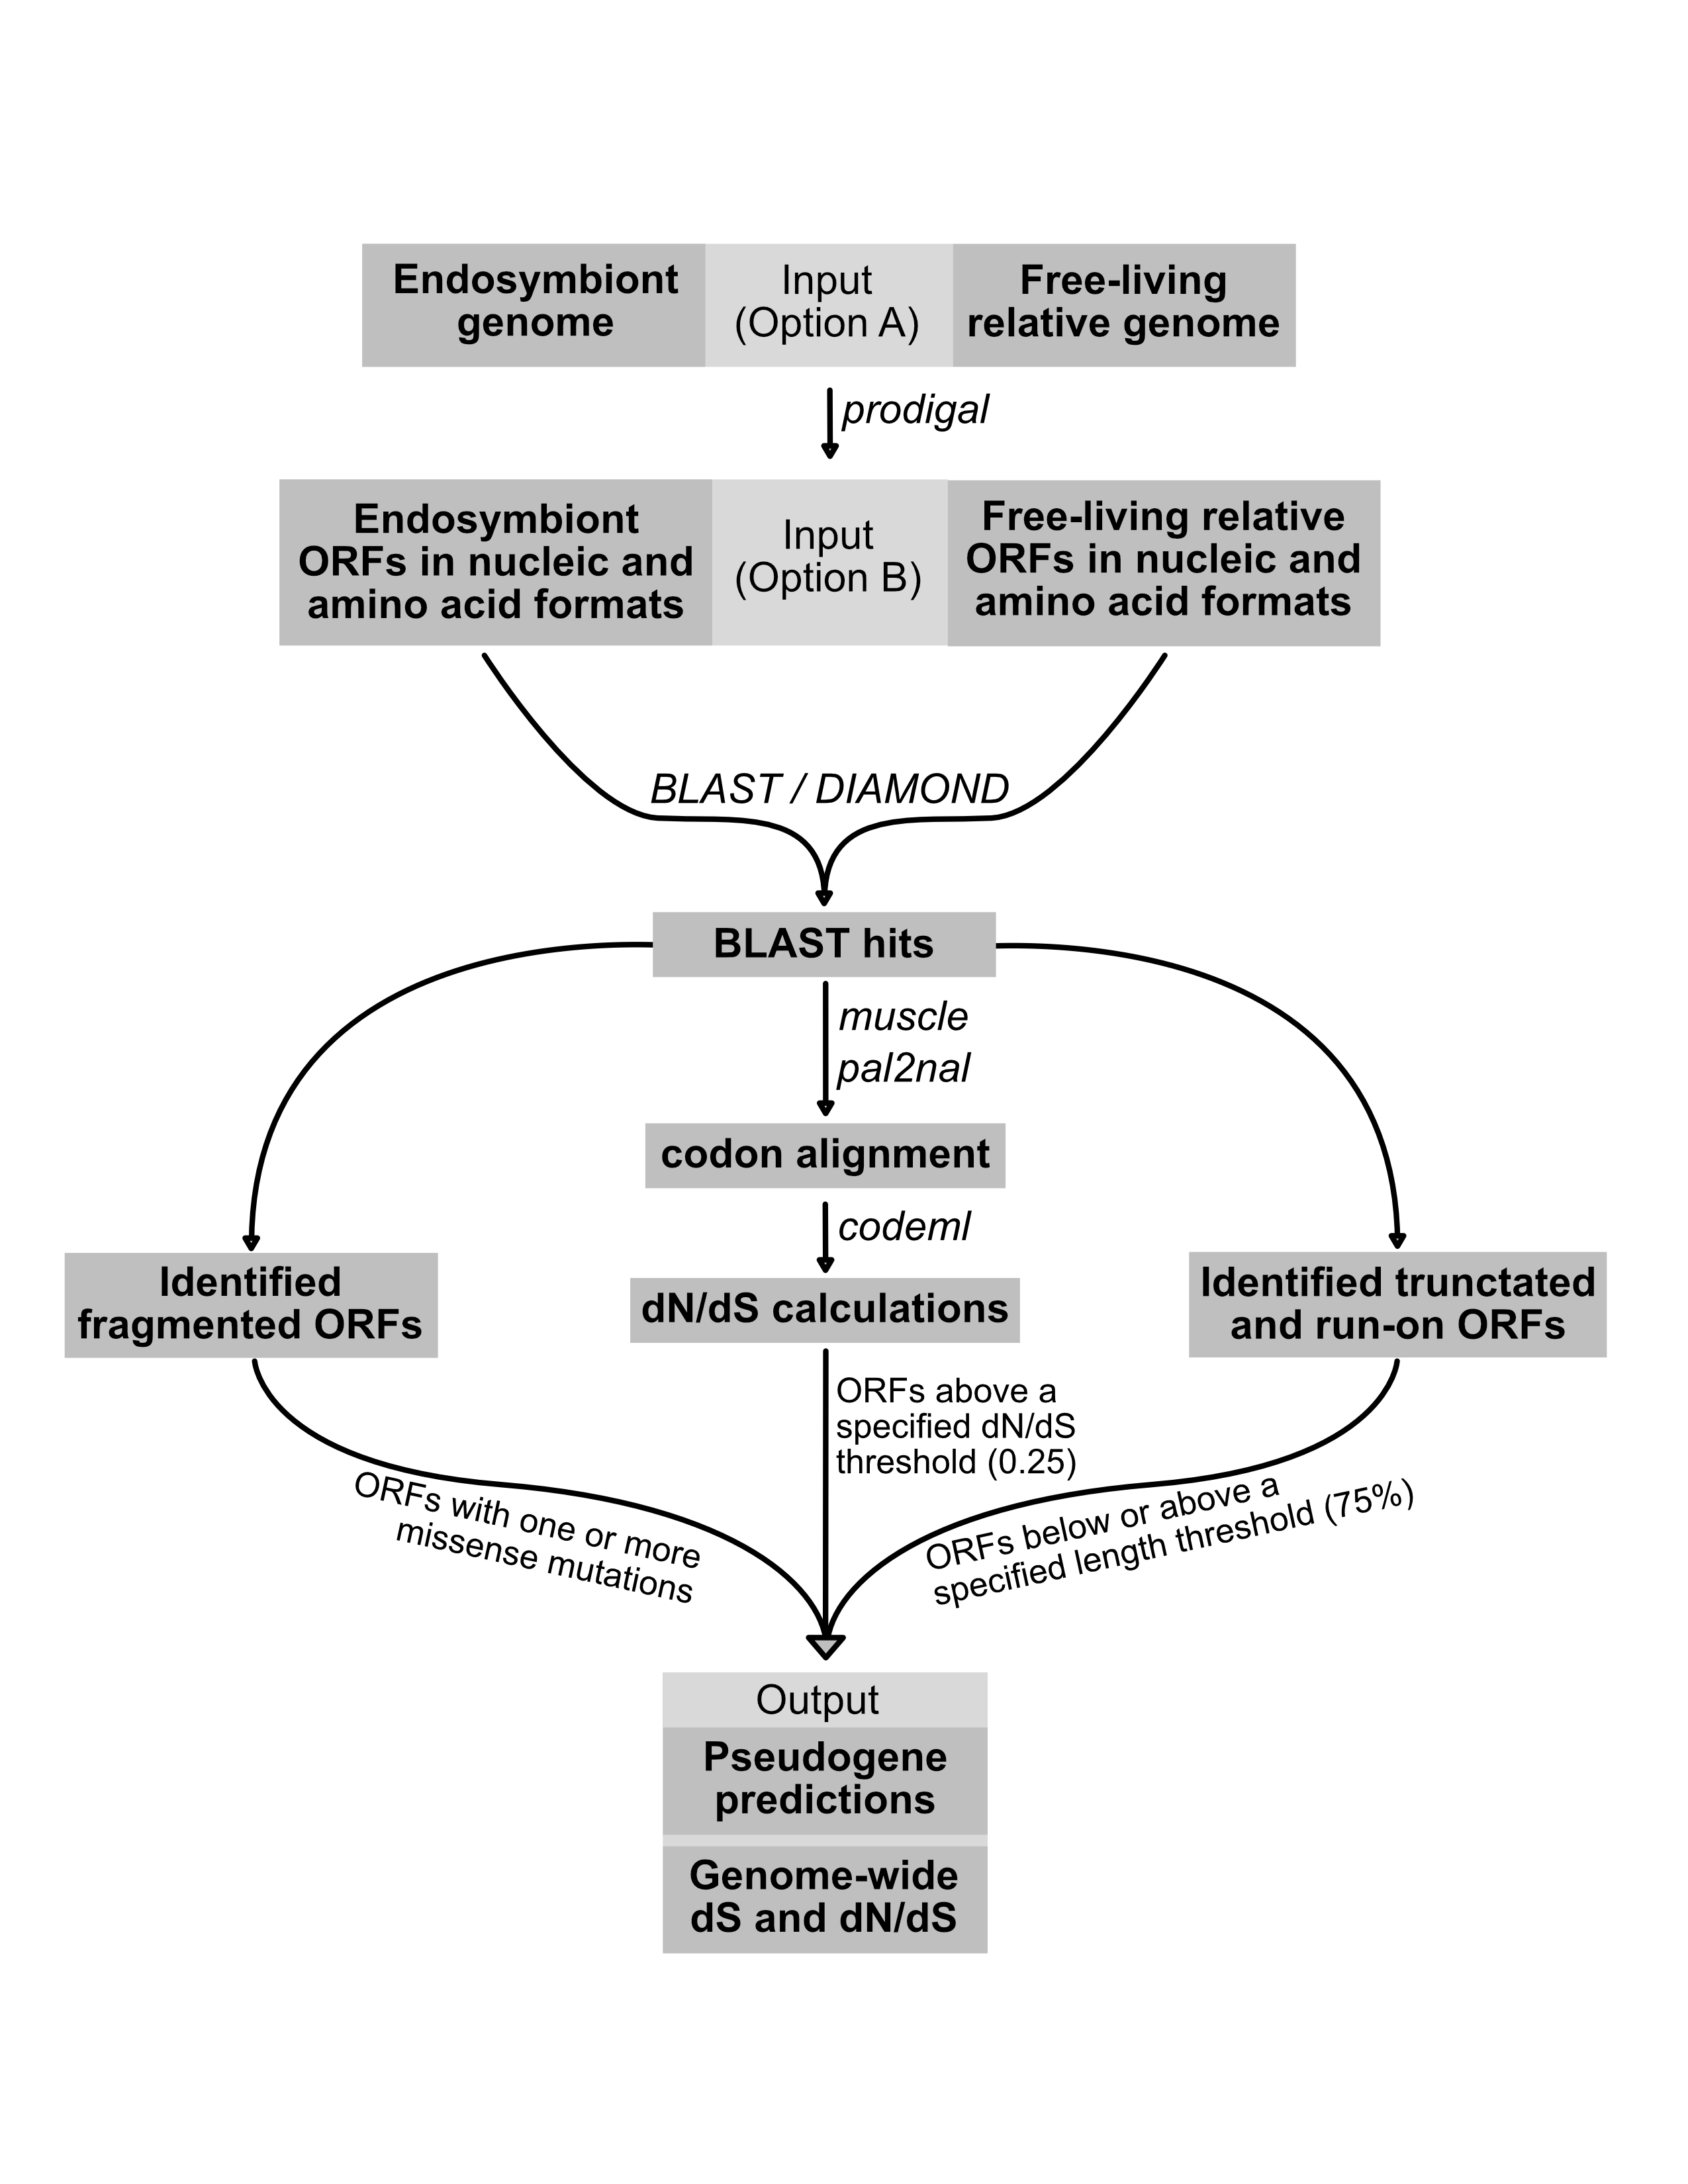 Endosymbiont
genome
Input
(Option A)
Free-living
relative genome
prodigal
Endosymbiont
ORFs in nucleic and
amino acid formats
Input
(Option B)
Free-living relative
ORFs in nucleic and
amino acid formats
BLAST / DIAMOND
BLAST hits
muscle
pal2nal
codon alignment
codeml
Identified
fragmented ORFs
dN/dS calculations
Identified trunctated
and run-on ORFs
ORFs with one or more
missense mutations
ORFs above a
specified dN/dS
threshold (0.25)
ORFs below or above a
specified length threshold (75%)
Output
Pseudogene
predictions
Genome-wide
dS and dN/dS